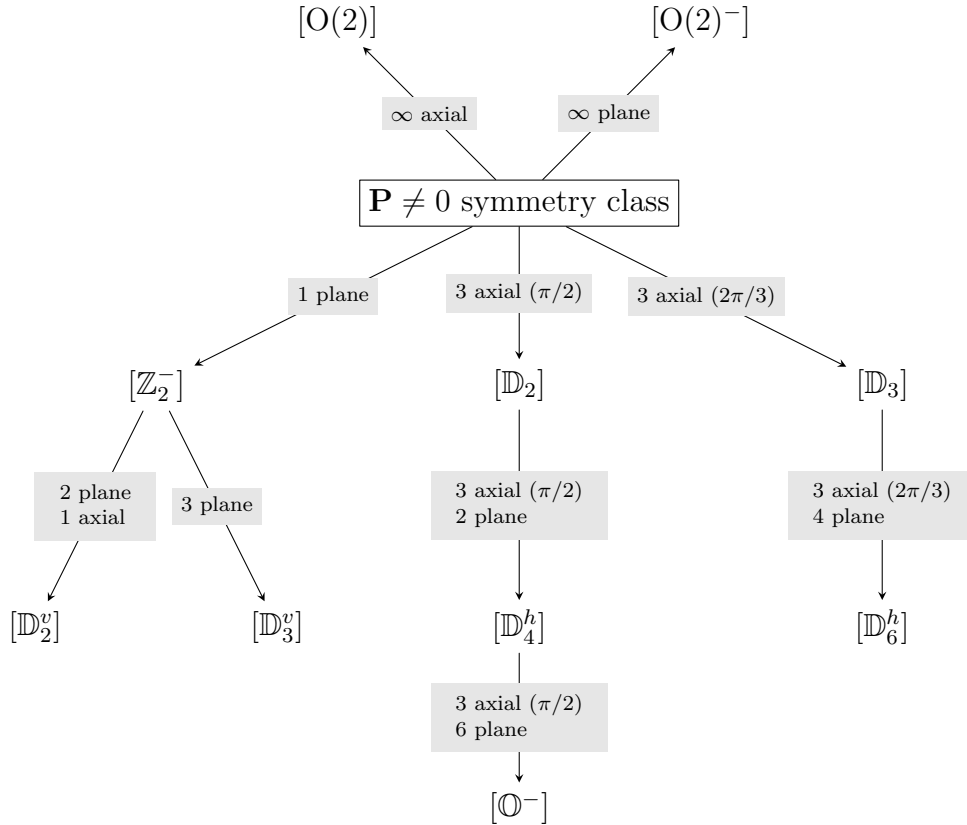 [O(2)]
[O(2)⁻]
∞ axial
∞ plane
P ≠ 0 symmetry class
1 plane
3 axial (π/2)
3 axial (2π/3)
[ℤ₂⁻]
[𝔻₂]
[𝔻₃]
2 plane
1 axial
3 plane
3 axial (π/2)
2 plane
3 axial (2π/3)
4 plane
[𝔻₂ᵛ]
[𝔻₃ᵛ]
[𝔻₄ʰ]
[𝔻₆ʰ]
3 axial (π/2)
6 plane
[𝕆⁻]